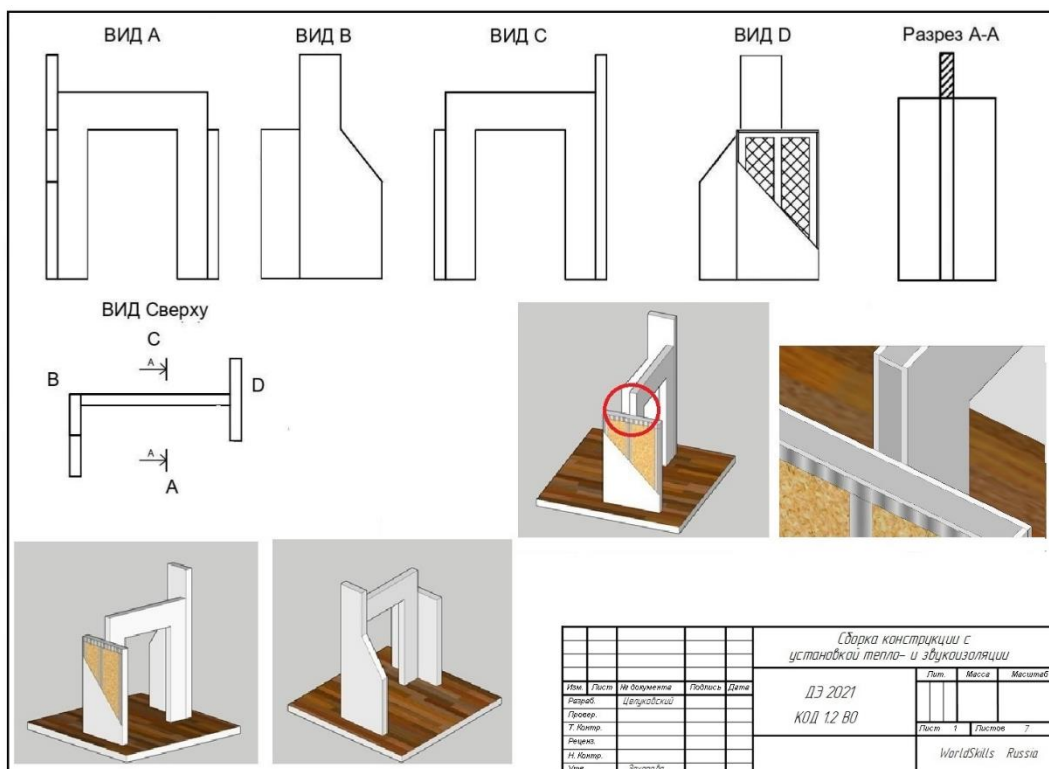 ВИД А
ВИД В
ВИД С
ВИД D
Разрез А-А
ВИД Сверху
C
A
B
D
A
A
Сборка конструкции с
установкой тепло- и звукоизоляции
Изм. Лист № документа Подпись Дата
Разраб. Целуковский
Провер.
Т. Контр.
Реценз.
Н. Контр.
Утв. Захарова
ДЭ 2021
КОД 1.2 ВО
Лит. Масса Масштаб
Лист 1 Листов 7
WorldSkills Russia